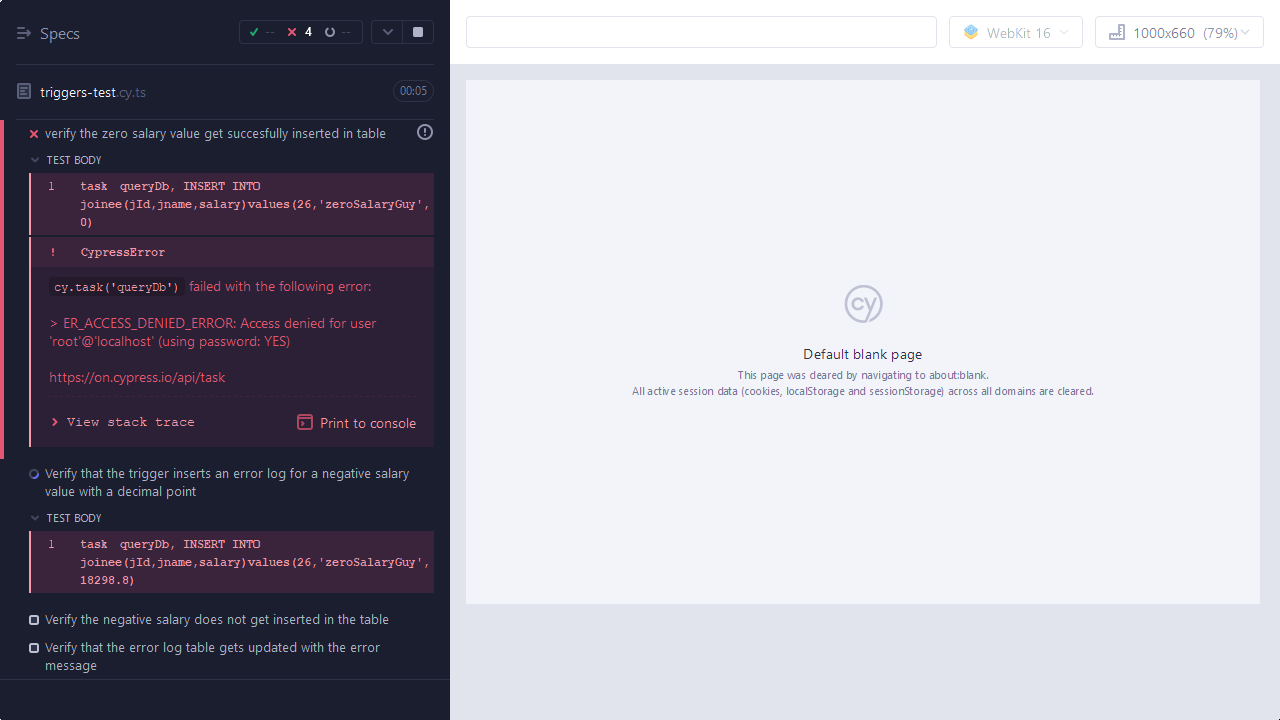 Specs
-- 4 --
triggers-test.cy.ts
00:05
verify the zero salary value get succesfully inserted in table
TEST BODY
1 task queryDb, INSERT INTO
joinee(jId,jname,salary)values(26,'zeroSalaryGuy',
0)
! CypressError
cy.task('queryDb') failed with the following error:
> ER_ACCESS_DENIED_ERROR: Access denied for user
'root'@'localhost' (using password: YES)
https://on.cypress.io/api/task
View stack trace
Print to console
Verify that the trigger inserts an error log for a negative salary
value with a decimal point
TEST BODY
1 task queryDb, INSERT INTO
joinee(jId,jname,salary)values(26,'zeroSalaryGuy',
18298.8)
Verify the negative salary does not get inserted in the table
Verify that the error log table gets updated with the error
message
WebKit 16
1000x660 (79%)
cy
Default blank page
This page was cleared by navigating to about:blank.
All active session data (cookies, localStorage and sessionStorage) across all domains are cleared.